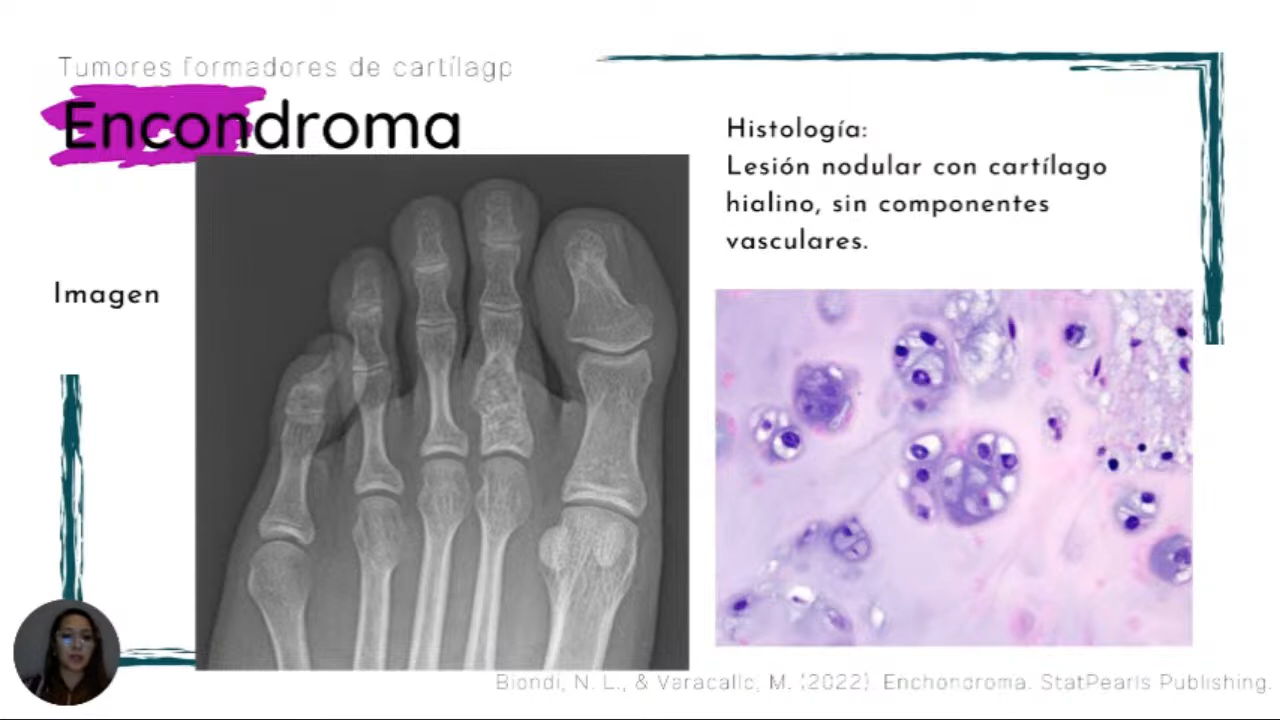 Tumores formadores de cartílagp
Encondroma
Imagen
Histología:
Lesión nodular con cartílago
hialino, sin componentes
vasculares.
Biondi, N. L., & Varacallo, M. (2022). Enchondroma. StatPearls Publishing.